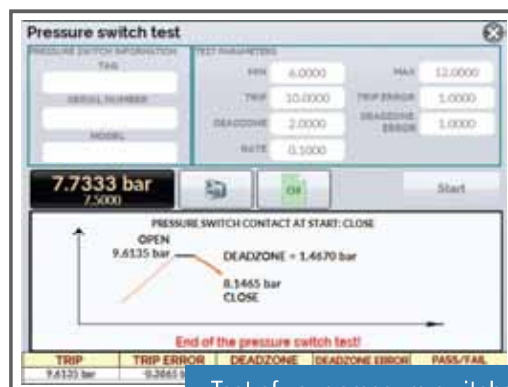 Pressure switch test
PRESSURE SWITCH INFORMATION
TAG
SERIAL NUMBER
MODEL
TEST PARAMETERS
MIN 6.0000 MAX 12.0000
TRIP 10.0000 TRIP ERROR 1.0000
DEADZONE 2.0000 DEADZONE ERROR 1.0000
RATE 0.1000
7.7333 bar
7.5000
Start
PRESSURE SWITCH CONTACT AT START: CLOSE
OPEN
9.6135 bar
DEADZONE = 1.4670 bar
8.1465 bar
CLOSE
End of the pressure switch test!
TRIP TRIP ERROR DEADZONE DEADZONE ERROR PASS/FAIL
9.6135 bar